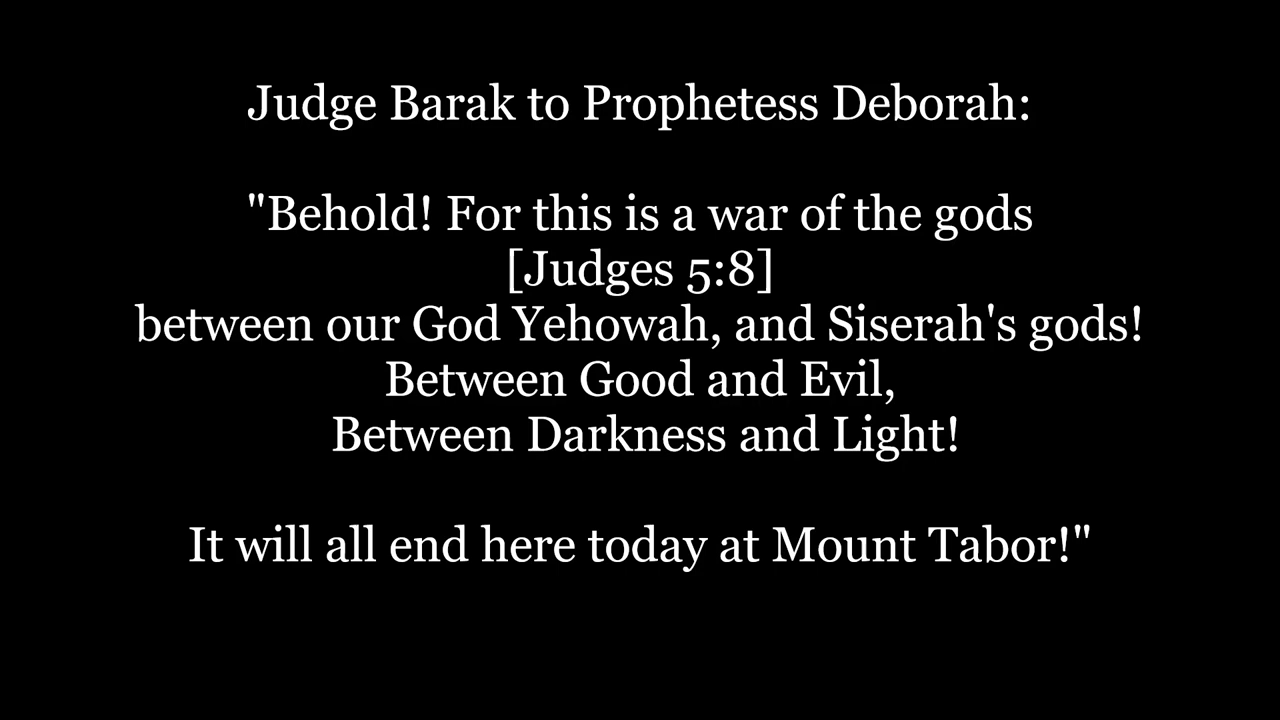 Judge Barak to Prophetess Deborah:
"Behold! For this is a war of the gods
[Judges 5:8]
between our God Yehowah, and Siserah's gods!
Between Good and Evil,
Between Darkness and Light!
It will all end here today at Mount Tabor!"